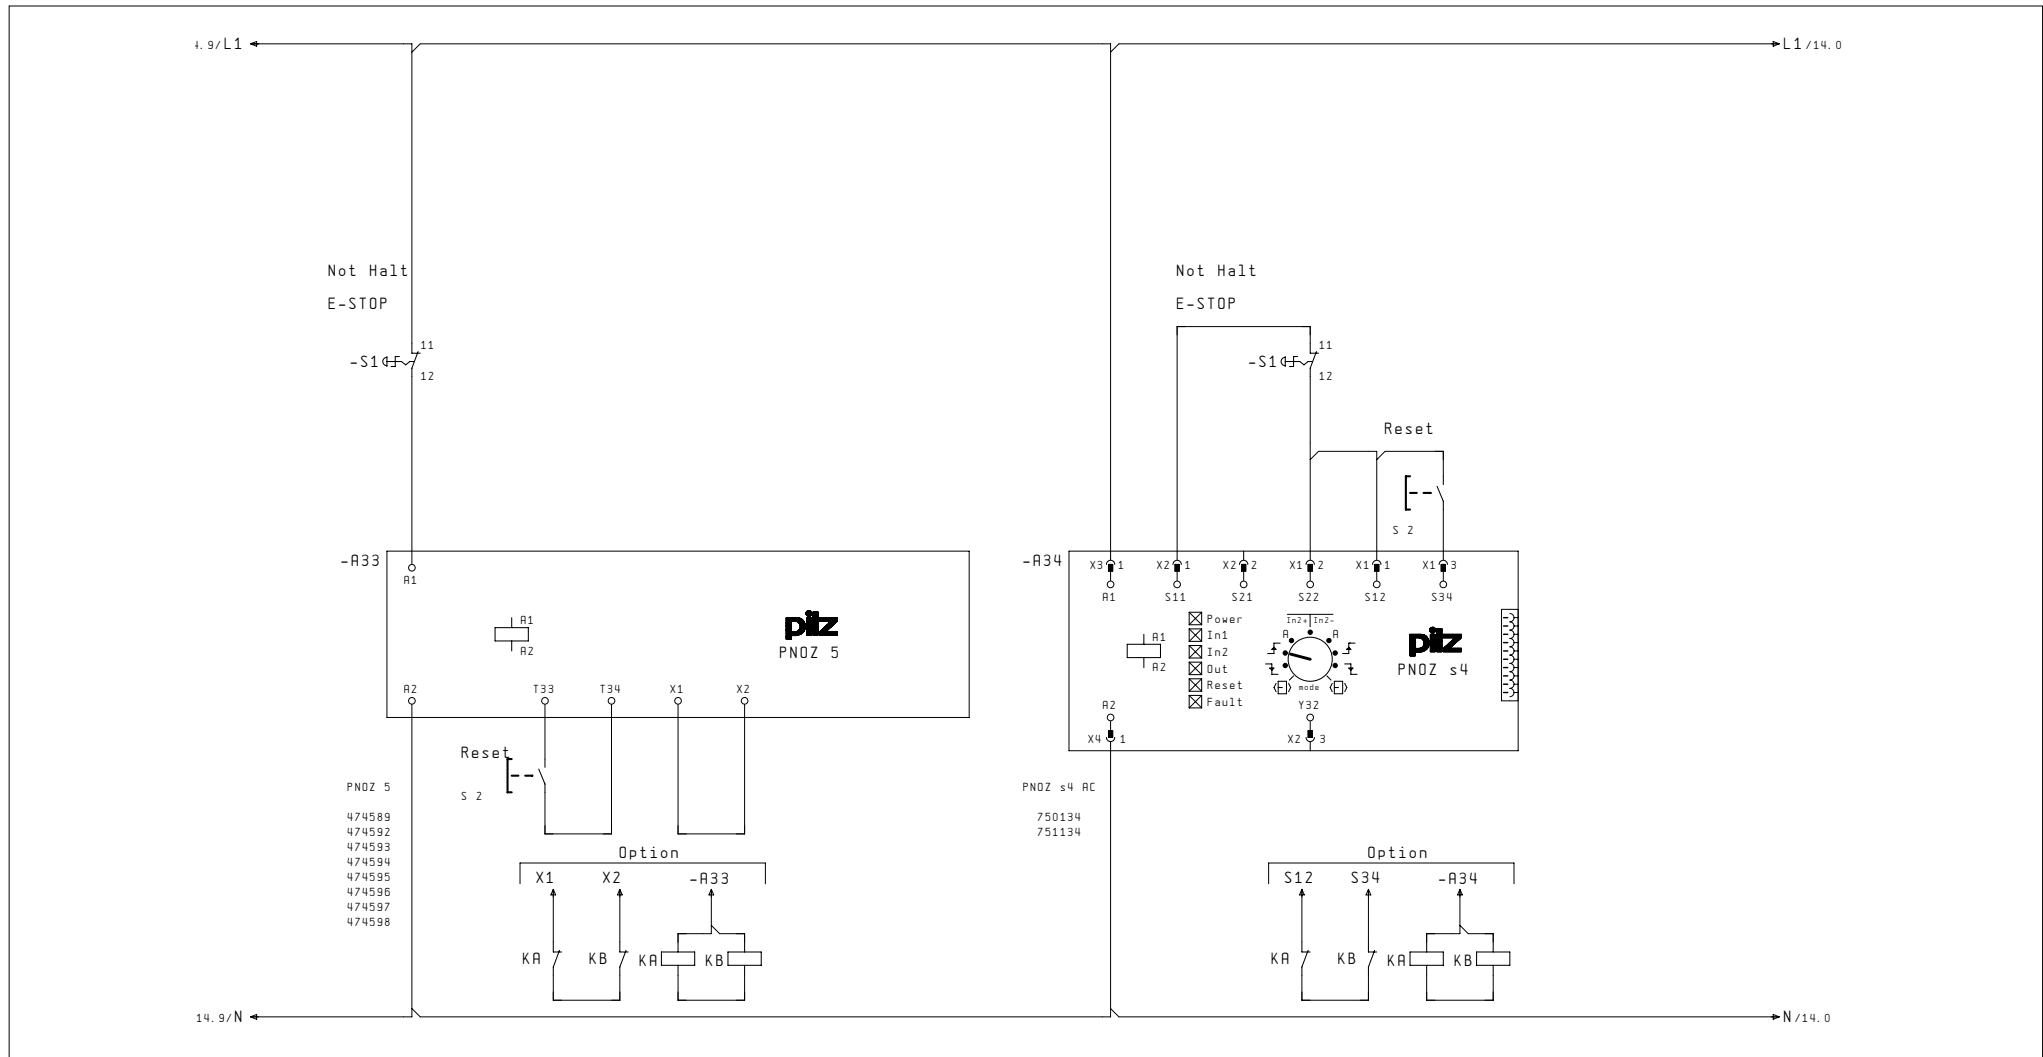 4.9/L1
L1/14.0
Not Halt
E-STOP
-S1
11
12
Not Halt
E-STOP
-S1
11
12
Reset
S 2
-A33
A1
A1
A2
pilz
PNOZ 5
A2
T33
T34
X1
X2
Reset
S 2
PNOZ 5
474589
474592
474593
474594
474595
474596
474597
474598
Option
X1
X2
-A33
KA
KB
KA
KB
-A34
X3 1
X2 1
X2 2
X1 2
X1 1
X1 3
A1
S11
S21
S22
S12
S34
A1
A2
Power
In1
In2
Out
Reset
Fault
In2+ In2-
A
A
mode
pilz
PNOZ s4
A2
Y32
X4 1
X2 3
PNOZ s4 AC
750134
751134
Option
S12
S34
-A34
KA
KB
KA
KB
14.9/N
N/14.0